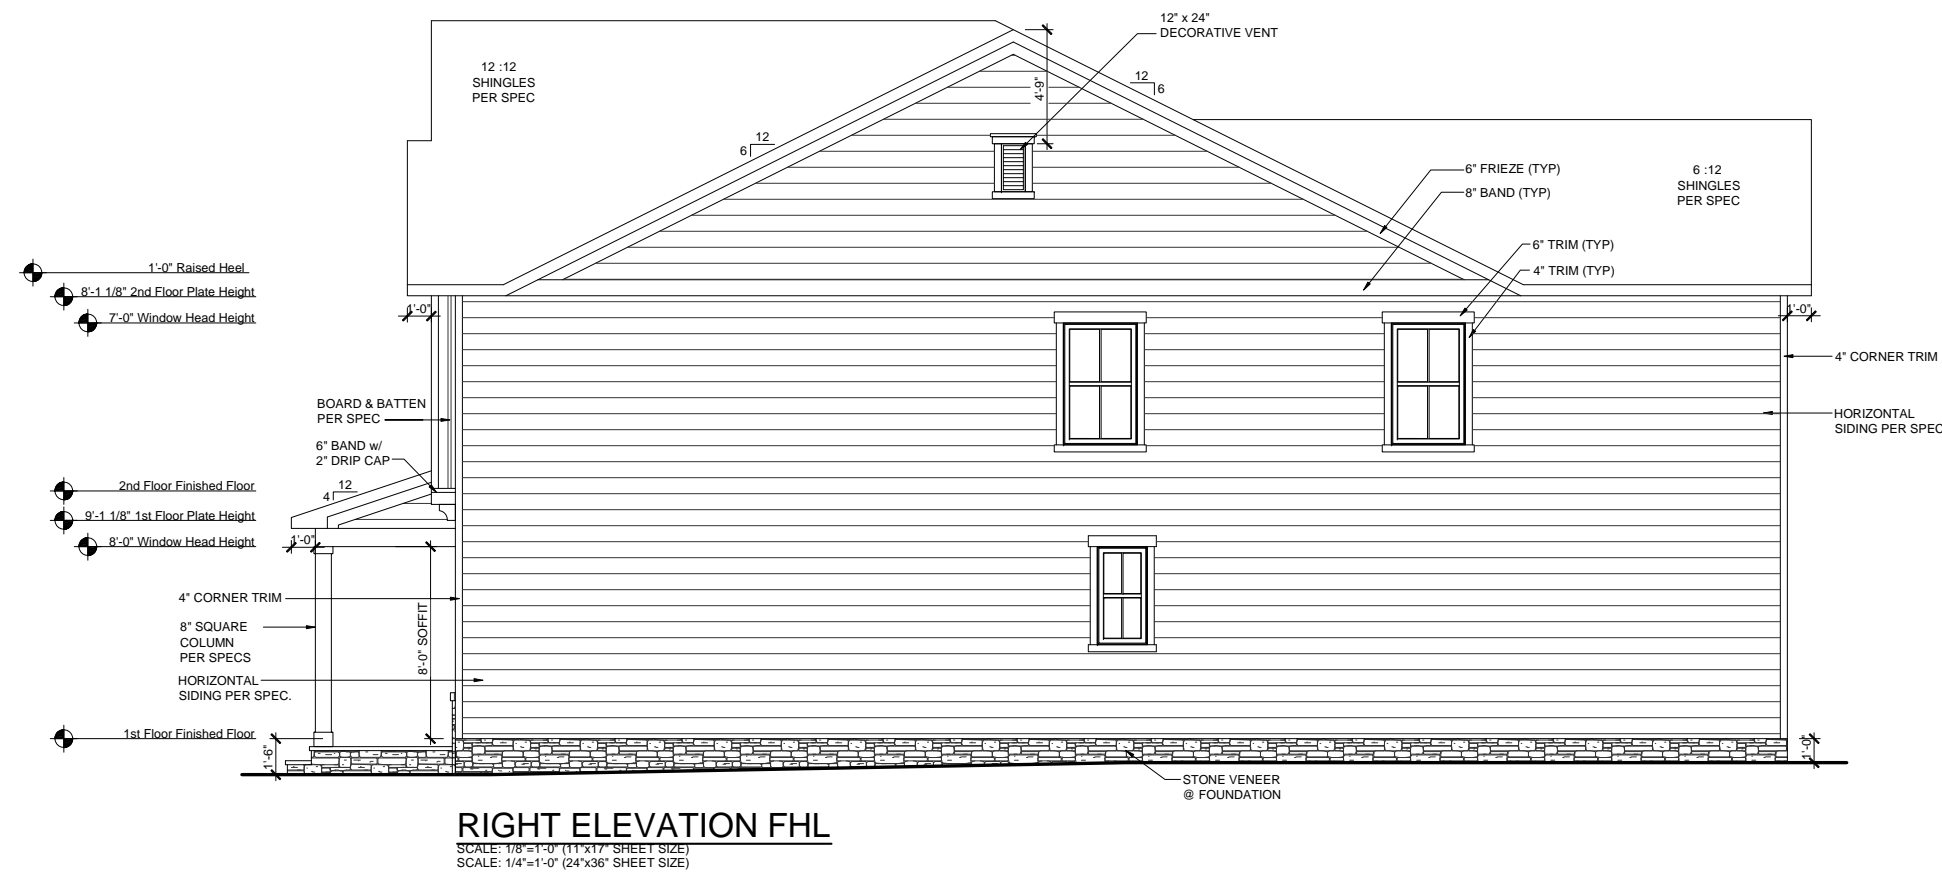 12" x 24"
DECORATIVE VENT
12 :12
SHINGLES
PER SPEC
4'-9"
12
6
12
6
6" FRIEZE (TYP)
8" BAND (TYP)
6 :12
SHINGLES
PER SPEC
6" TRIM (TYP)
4" TRIM (TYP)
1'-0" Raised Heel
8'-1 1/8" 2nd Floor Plate Height
7'-0" Window Head Height
1'-0"
1'-0"
4" CORNER TRIM
BOARD & BATTEN
PER SPEC
HORIZONTAL
SIDING PER SPEC
6" BAND w/
2" DRIP CAP
12
4
2nd Floor Finished Floor
9'-1 1/8" 1st Floor Plate Height
8'-0" Window Head Height
1'-0"
4" CORNER TRIM
8" SQUARE
COLUMN
PER SPECS
8'-0" SOFFIT
HORIZONTAL
SIDING PER SPEC.
1st Floor Finished Floor
1'-6"
1'-0"
STONE VENEER
@ FOUNDATION
RIGHT ELEVATION FHL
SCALE: 1/8"=1'-0" (11"x17" SHEET SIZE)
SCALE: 1/4"=1'-0" (24"x36" SHEET SIZE)